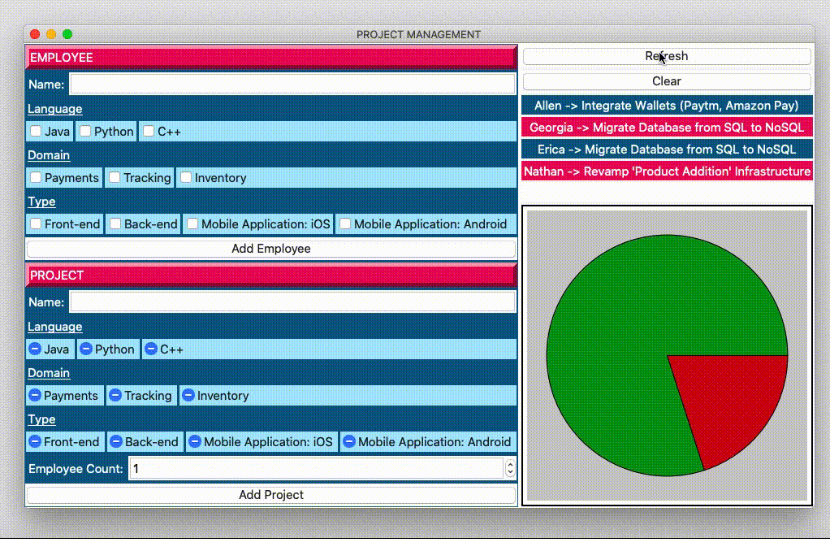 PROJECT MANAGEMENT
EMPLOYEE
Name:
Language
Java Python C++
Domain
Payments Tracking Inventory
Type
Front-end Back-end Mobile Application: iOS Mobile Application: Android
Add Employee
PROJECT
Name:
Language
Java Python C++
Domain
Payments Tracking Inventory
Type
Front-end Back-end Mobile Application: iOS Mobile Application: Android
Employee Count: 1
Add Project
Refresh
Clear
Allen -> Integrate Wallets (Paytm, Amazon Pay)
Georgia -> Migrate Database from SQL to NoSQL
Erica -> Migrate Database from SQL to NoSQL
Nathan -> Revamp 'Product Addition' Infrastructure